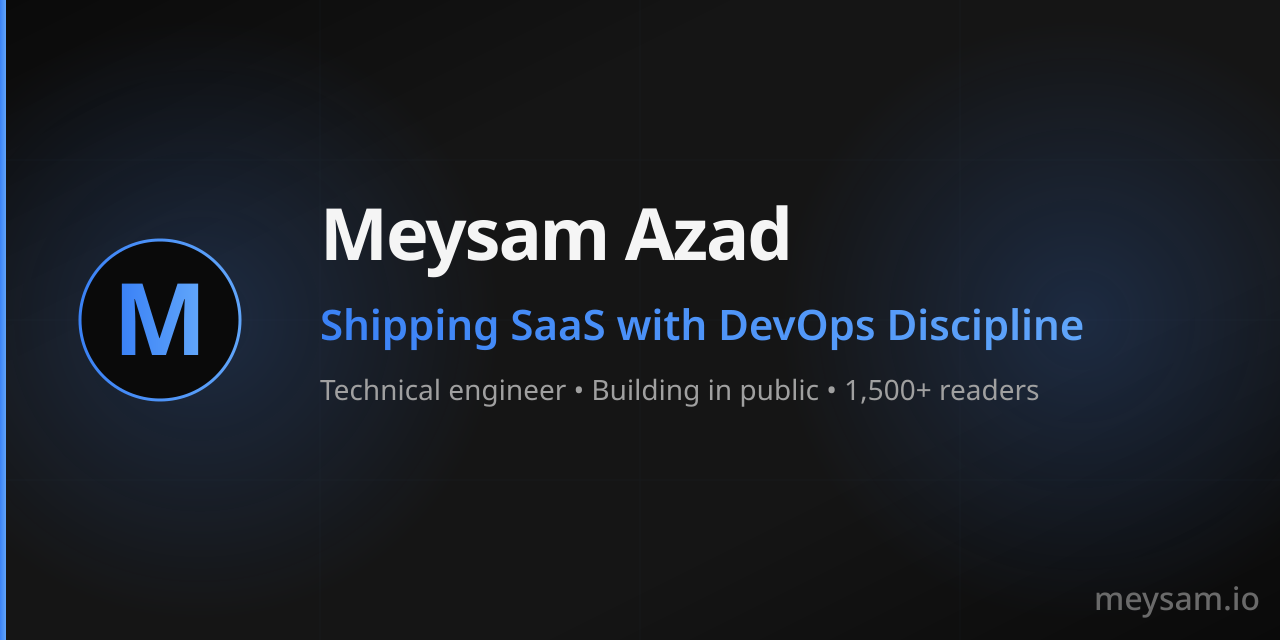 M
Meysam Azad
Shipping SaaS with DevOps Discipline
Technical engineer • Building in public • 1,500+ readers
meysam.io